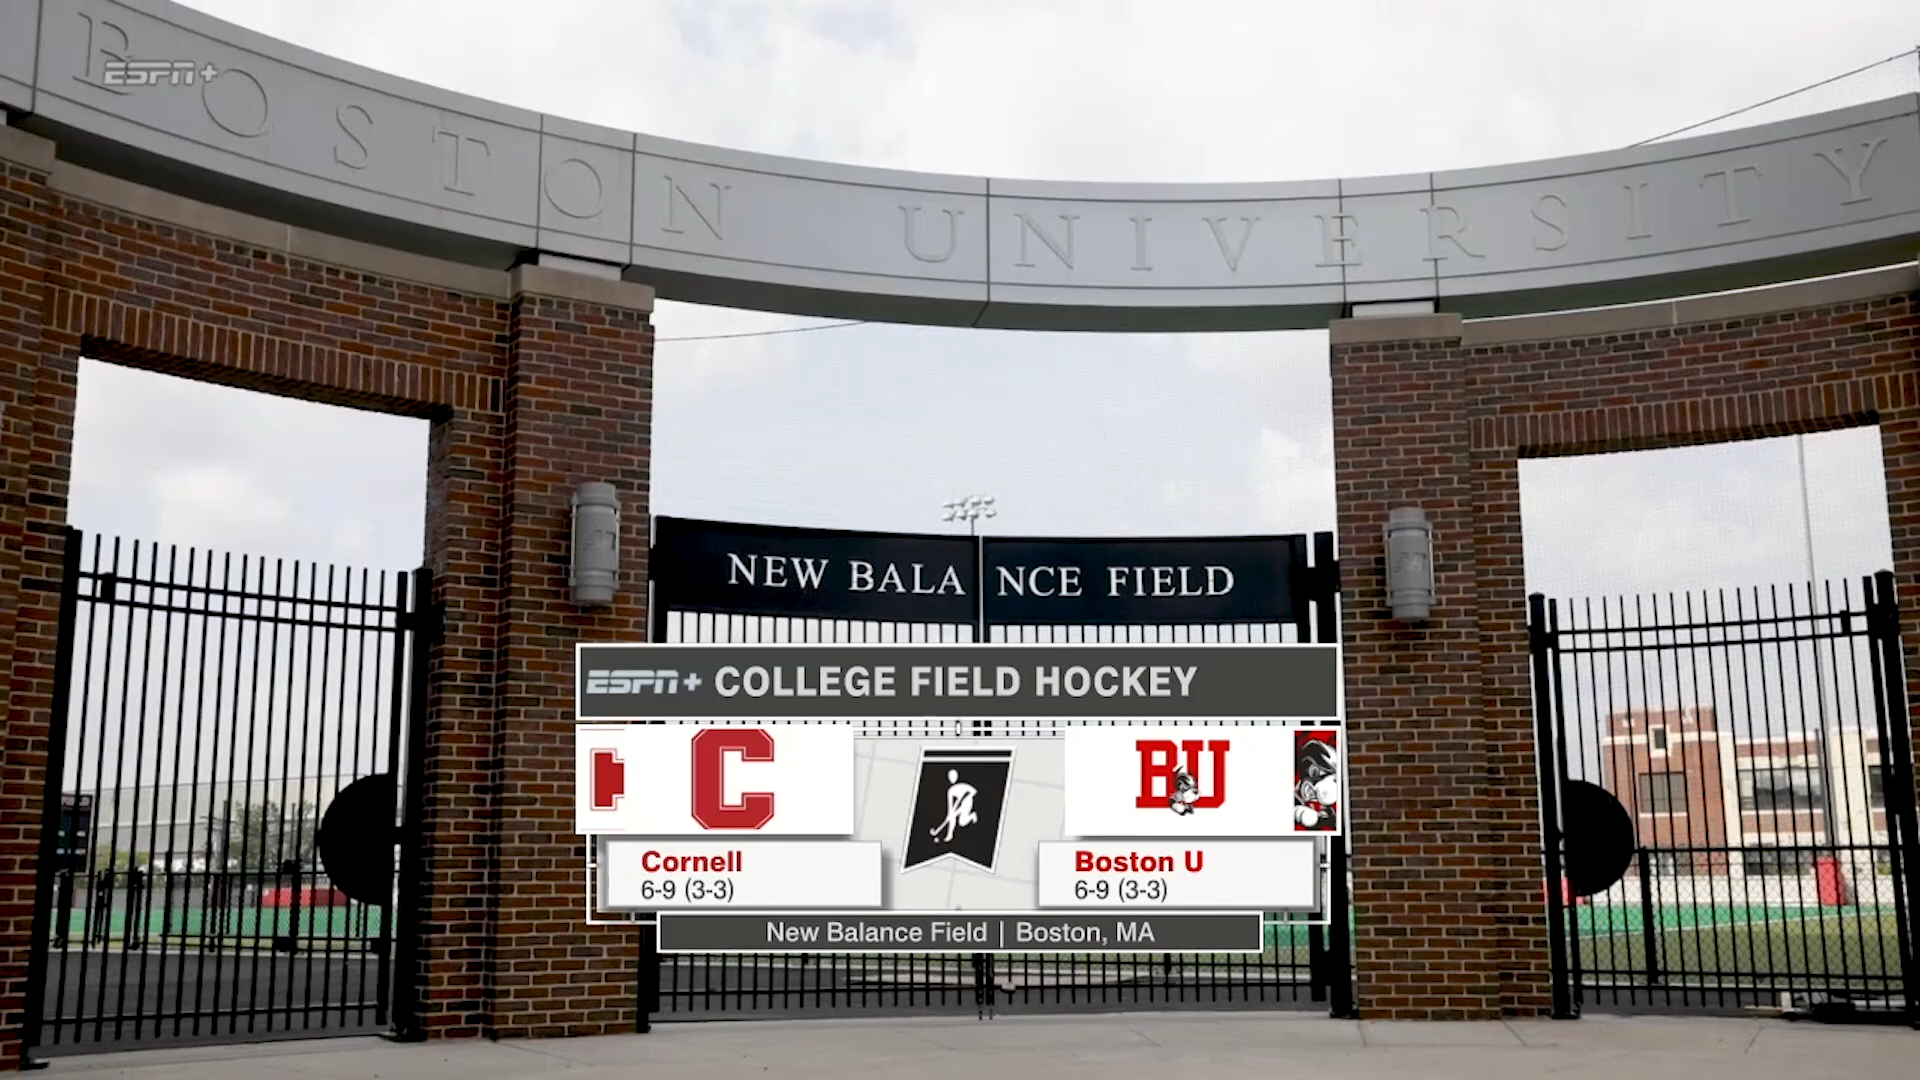 BOSTON UNIVERSITY
ESPN+
NEW BALANCE FIELD
ESPN+ COLLEGE FIELD HOCKEY
C
BU
Cornell
6-9 (3-3)
Boston U
6-9 (3-3)
New Balance Field | Boston, MA